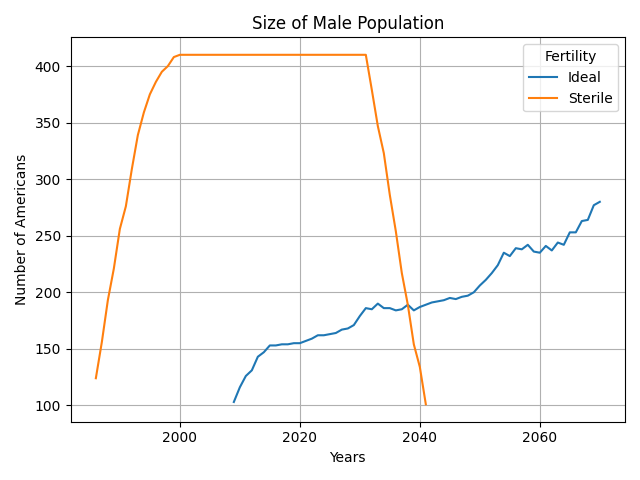 Size of Male Population
Number of Americans
400
350
300
250
200
150
100
Fertility
Ideal
Sterile
2000 2020 2040 2060
Years